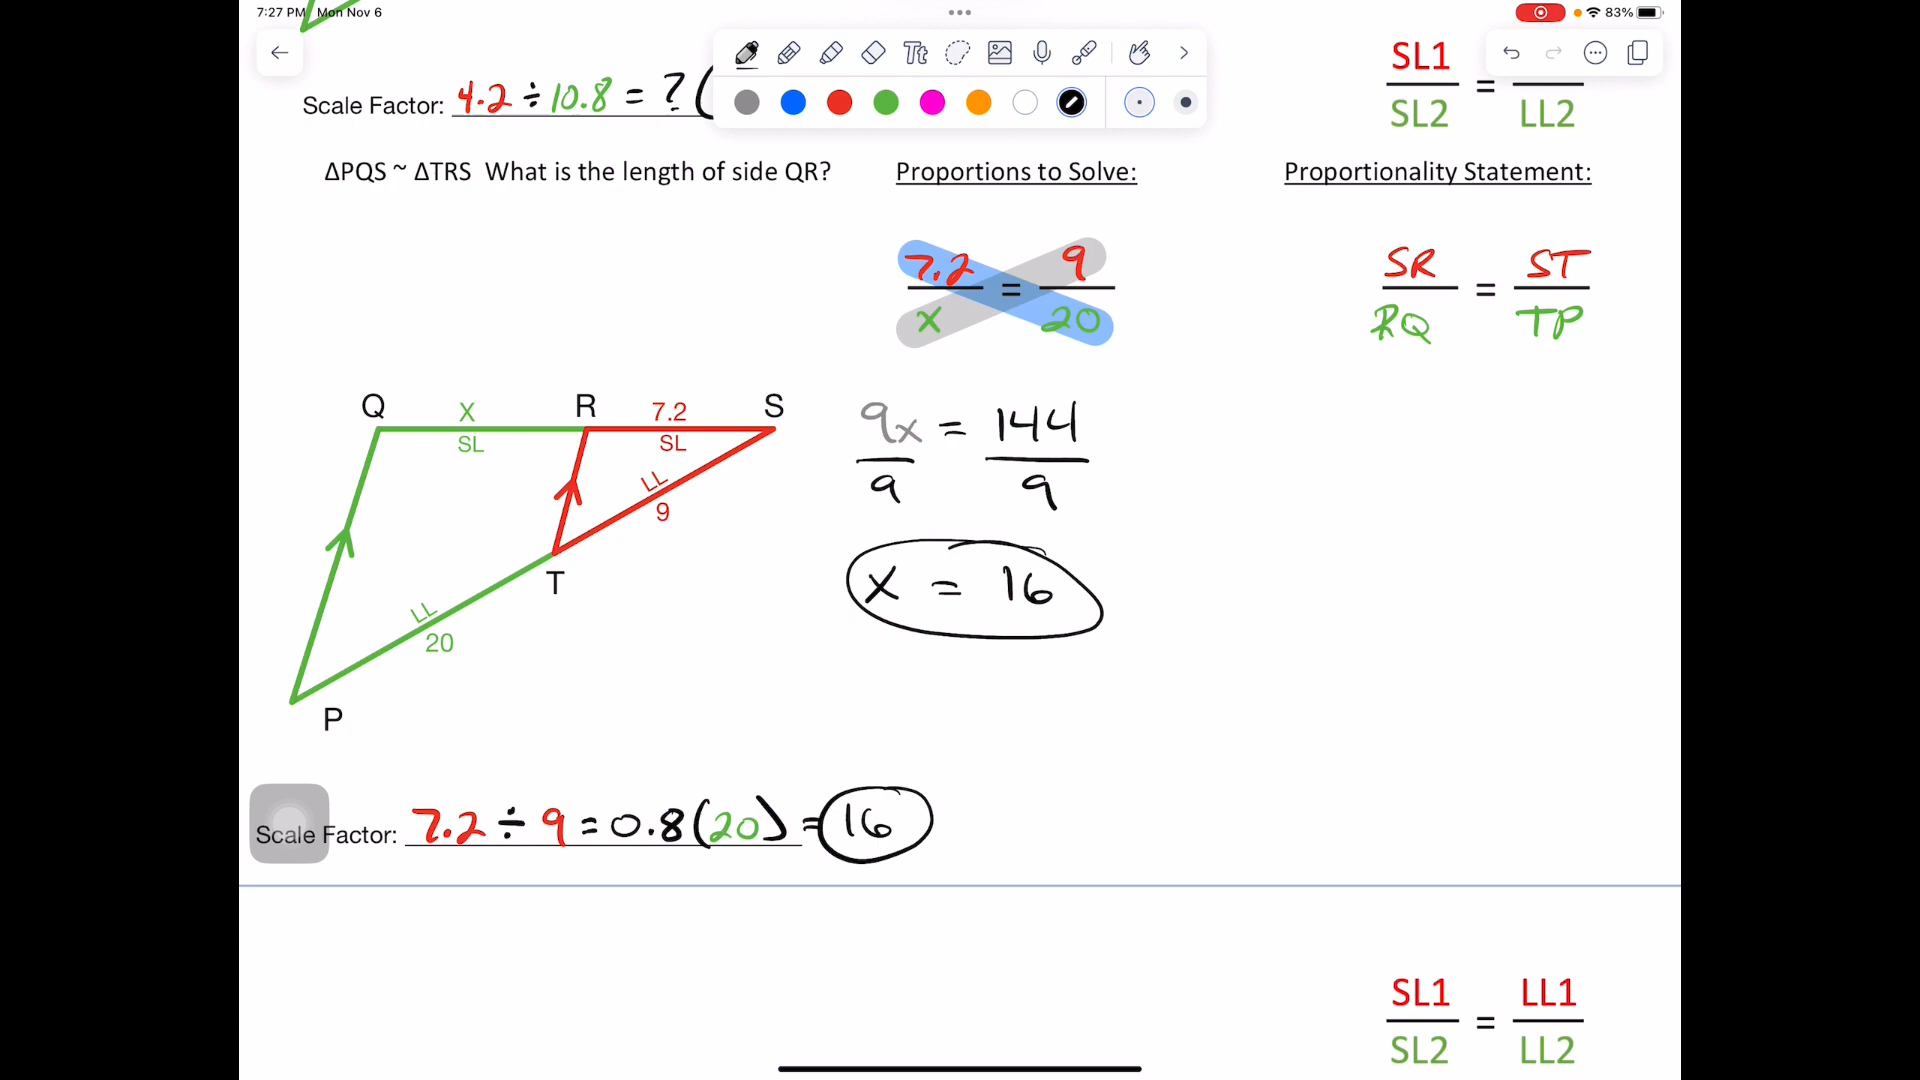 7:27 PM Mon Nov 6
83%
Tt
Scale Factor: 4.2 ÷ 10.8 = ? (
SL1
SL2 = LL2
ΔPQS ~ ΔTRS What is the length of side QR?
Proportions to Solve:
Proportionality Statement:
7.2 = 9
x 20
SR = ST
RQ TP
Q X R 7.2 S
SL SL
LL
9
T
LL
20
P
9x = 144
9 9
x = 16
Scale Factor: 7.2 ÷ 9 = 0.8 (20) = 16
SL1 = LL1
SL2 LL2